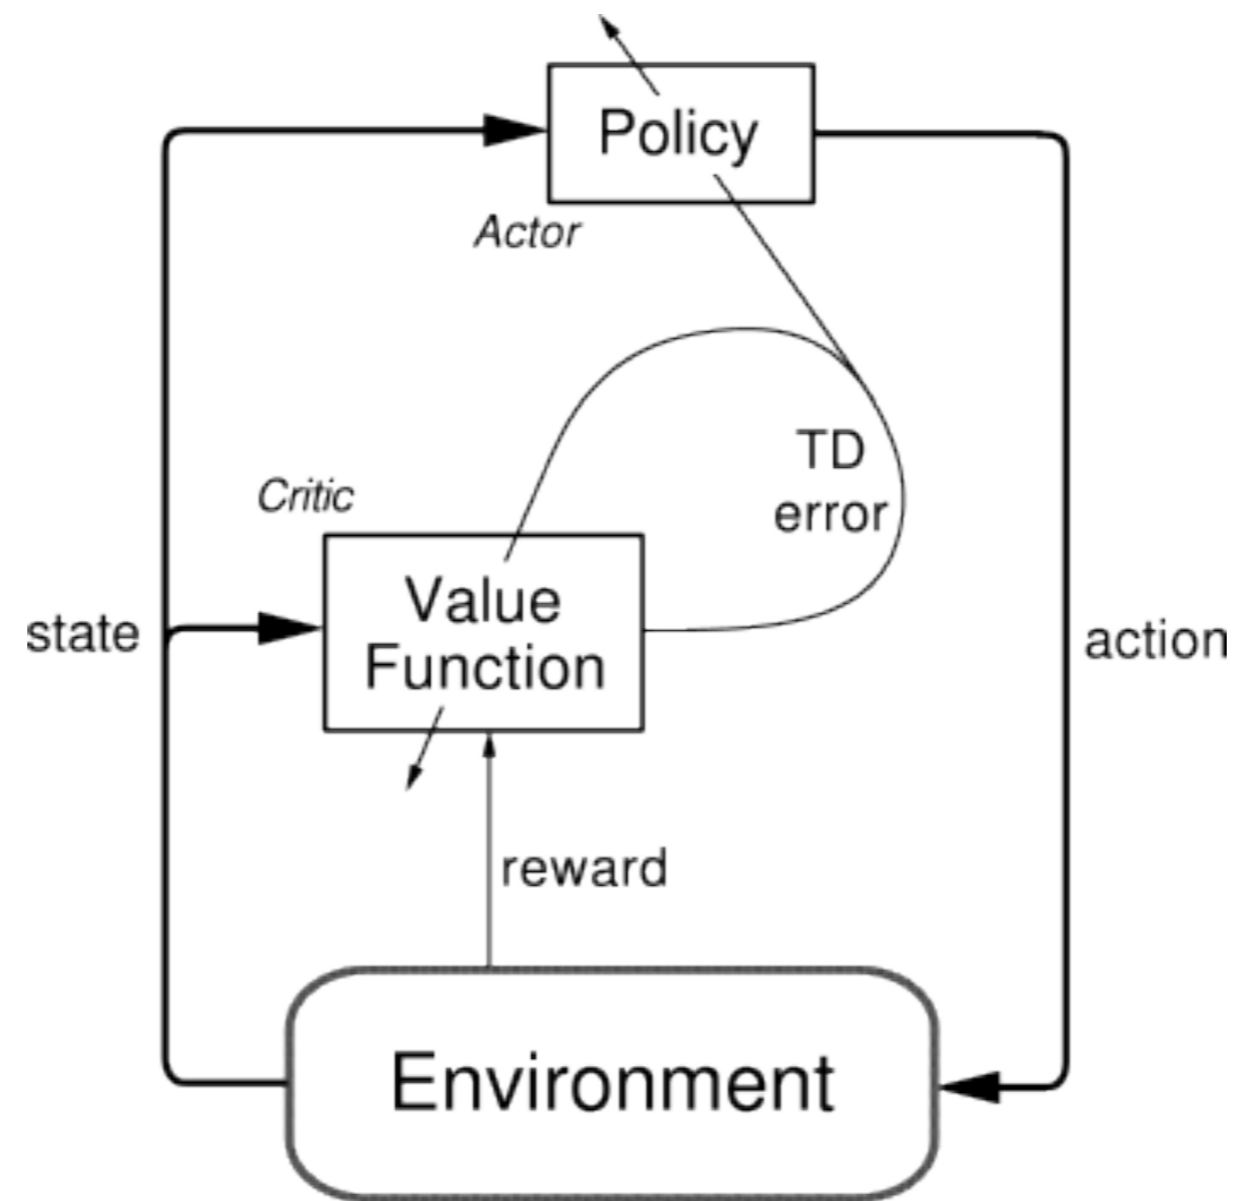 Policy
Actor
TD
error
Critic
Value
Function
state
action
reward
Environment